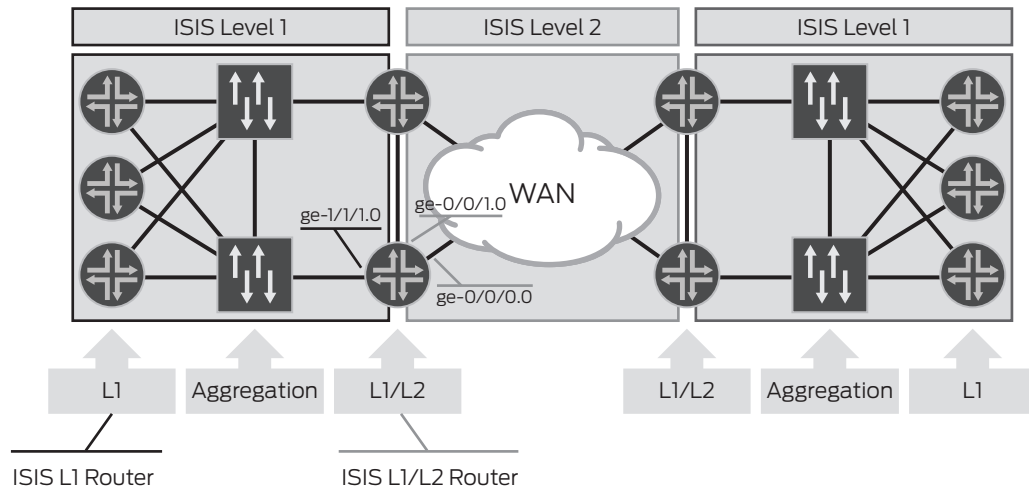 ISIS Level 1
ISIS Level 2
ISIS Level 1
WAN
ge-1/1/1.0
ge-0/0/1.0
ge-0/0/0.0
L1
Aggregation
L1/L2
L1/L2
Aggregation
L1
ISIS L1 Router
ISIS L1/L2 Router